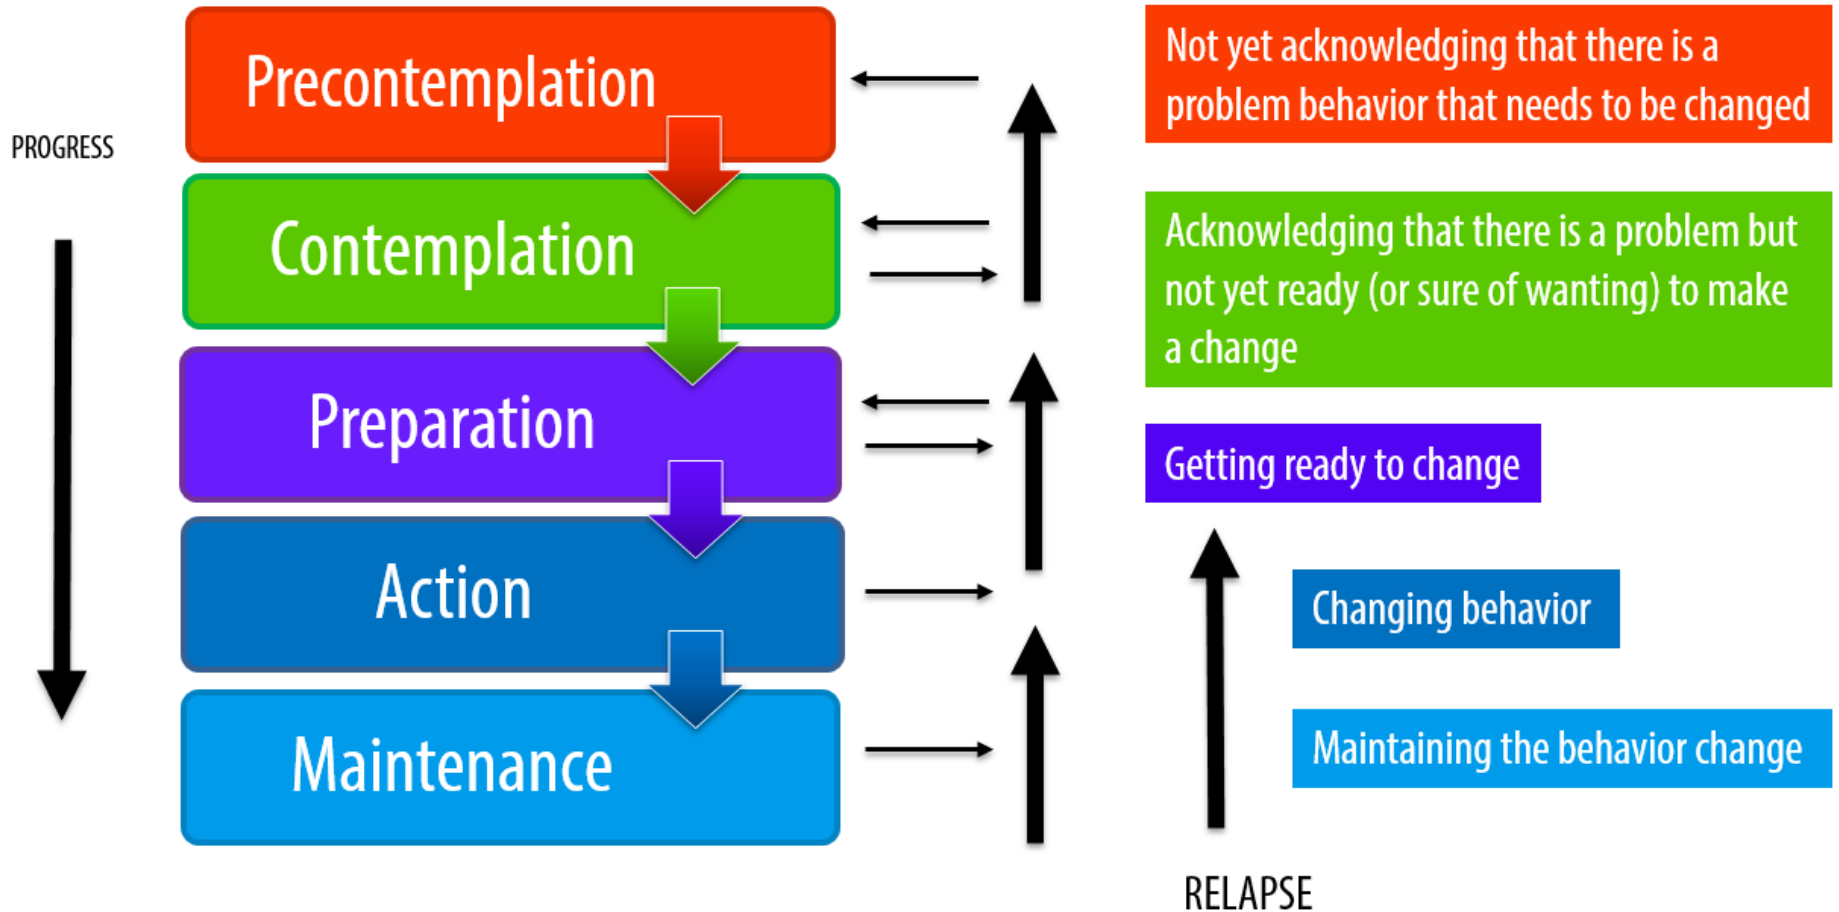 PROGRESS
Precontemplation
Contemplation
Preparation
Action
Maintenance
Not yet acknowledging that there is a
problem behavior that needs to be changed
Acknowledging that there is a problem but
not yet ready (or sure of wanting) to make
a change
Getting ready to change
Changing behavior
Maintaining the behavior change
RELAPSE